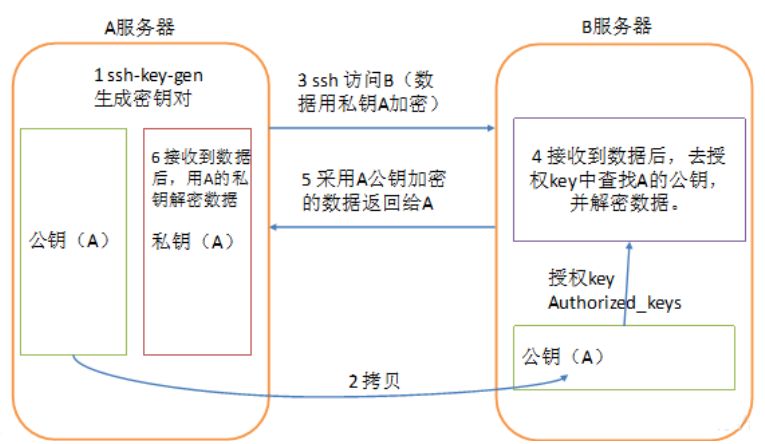 A服务器
B服务器
1 ssh-key-gen
生成密钥对
3 ssh 访问B（数
据用私钥A加密）
6 接收到数据
后，用A的私
钥解密数据
4 接收到数据后，去授
权key中查找A的公钥，
并解密数据。
5 采用A公钥加密
的数据返回给A
公钥（A）
私钥（A）
授权key
Authorized_keys
公钥（A）
2 拷贝